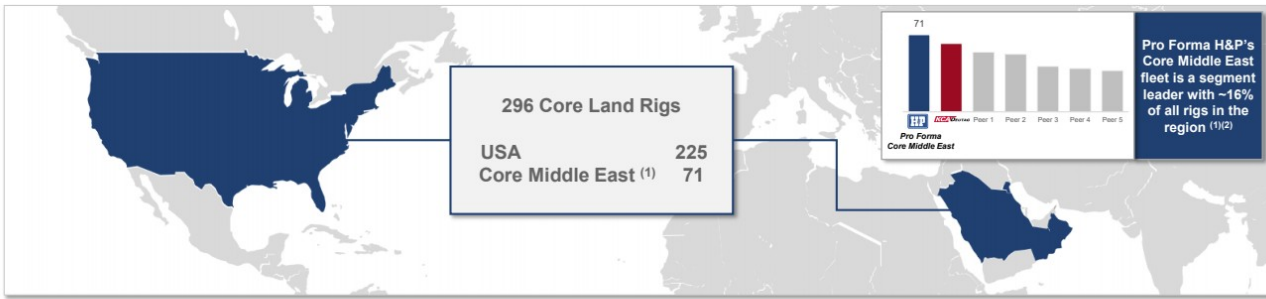 296 Core Land Rigs
USA 225
Core Middle East (1) 71
71
HP
KCA Deutag
Peer 1 Peer 2 Peer 3 Peer 4 Peer 5
Pro Forma
Core Middle East
Pro Forma H&P's
Core Middle East
fleet is a segment
leader with ~16%
of all rigs in the
region (1)(2)